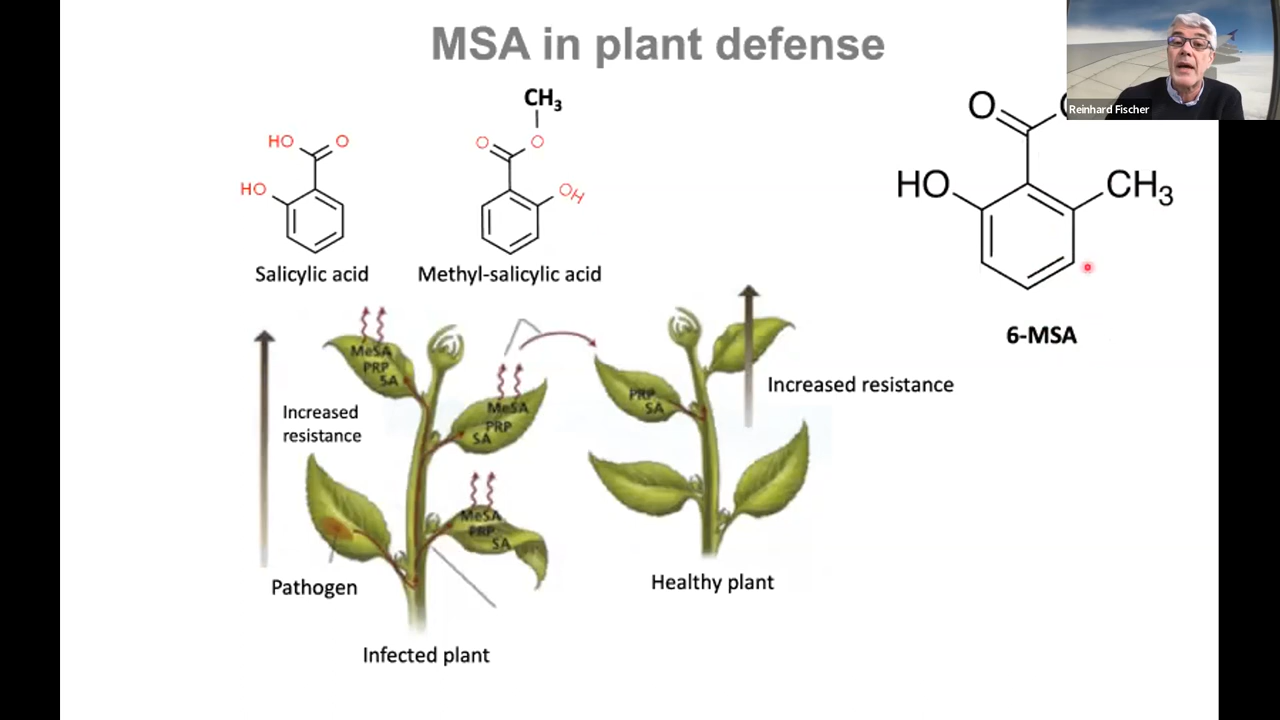 MSA in plant defense
Reinhard Fischer
CH3
HO
O
O
O
HO
OH
O
HO
CH3
Salicylic acid
Methyl-salicylic acid
6-MSA
MeSA
PRP
SA
MeSA
PRP
SA
PRP
SA
Increased resistance
Increased
resistance
MeSA
PRP
SA
Pathogen
Healthy plant
Infected plant